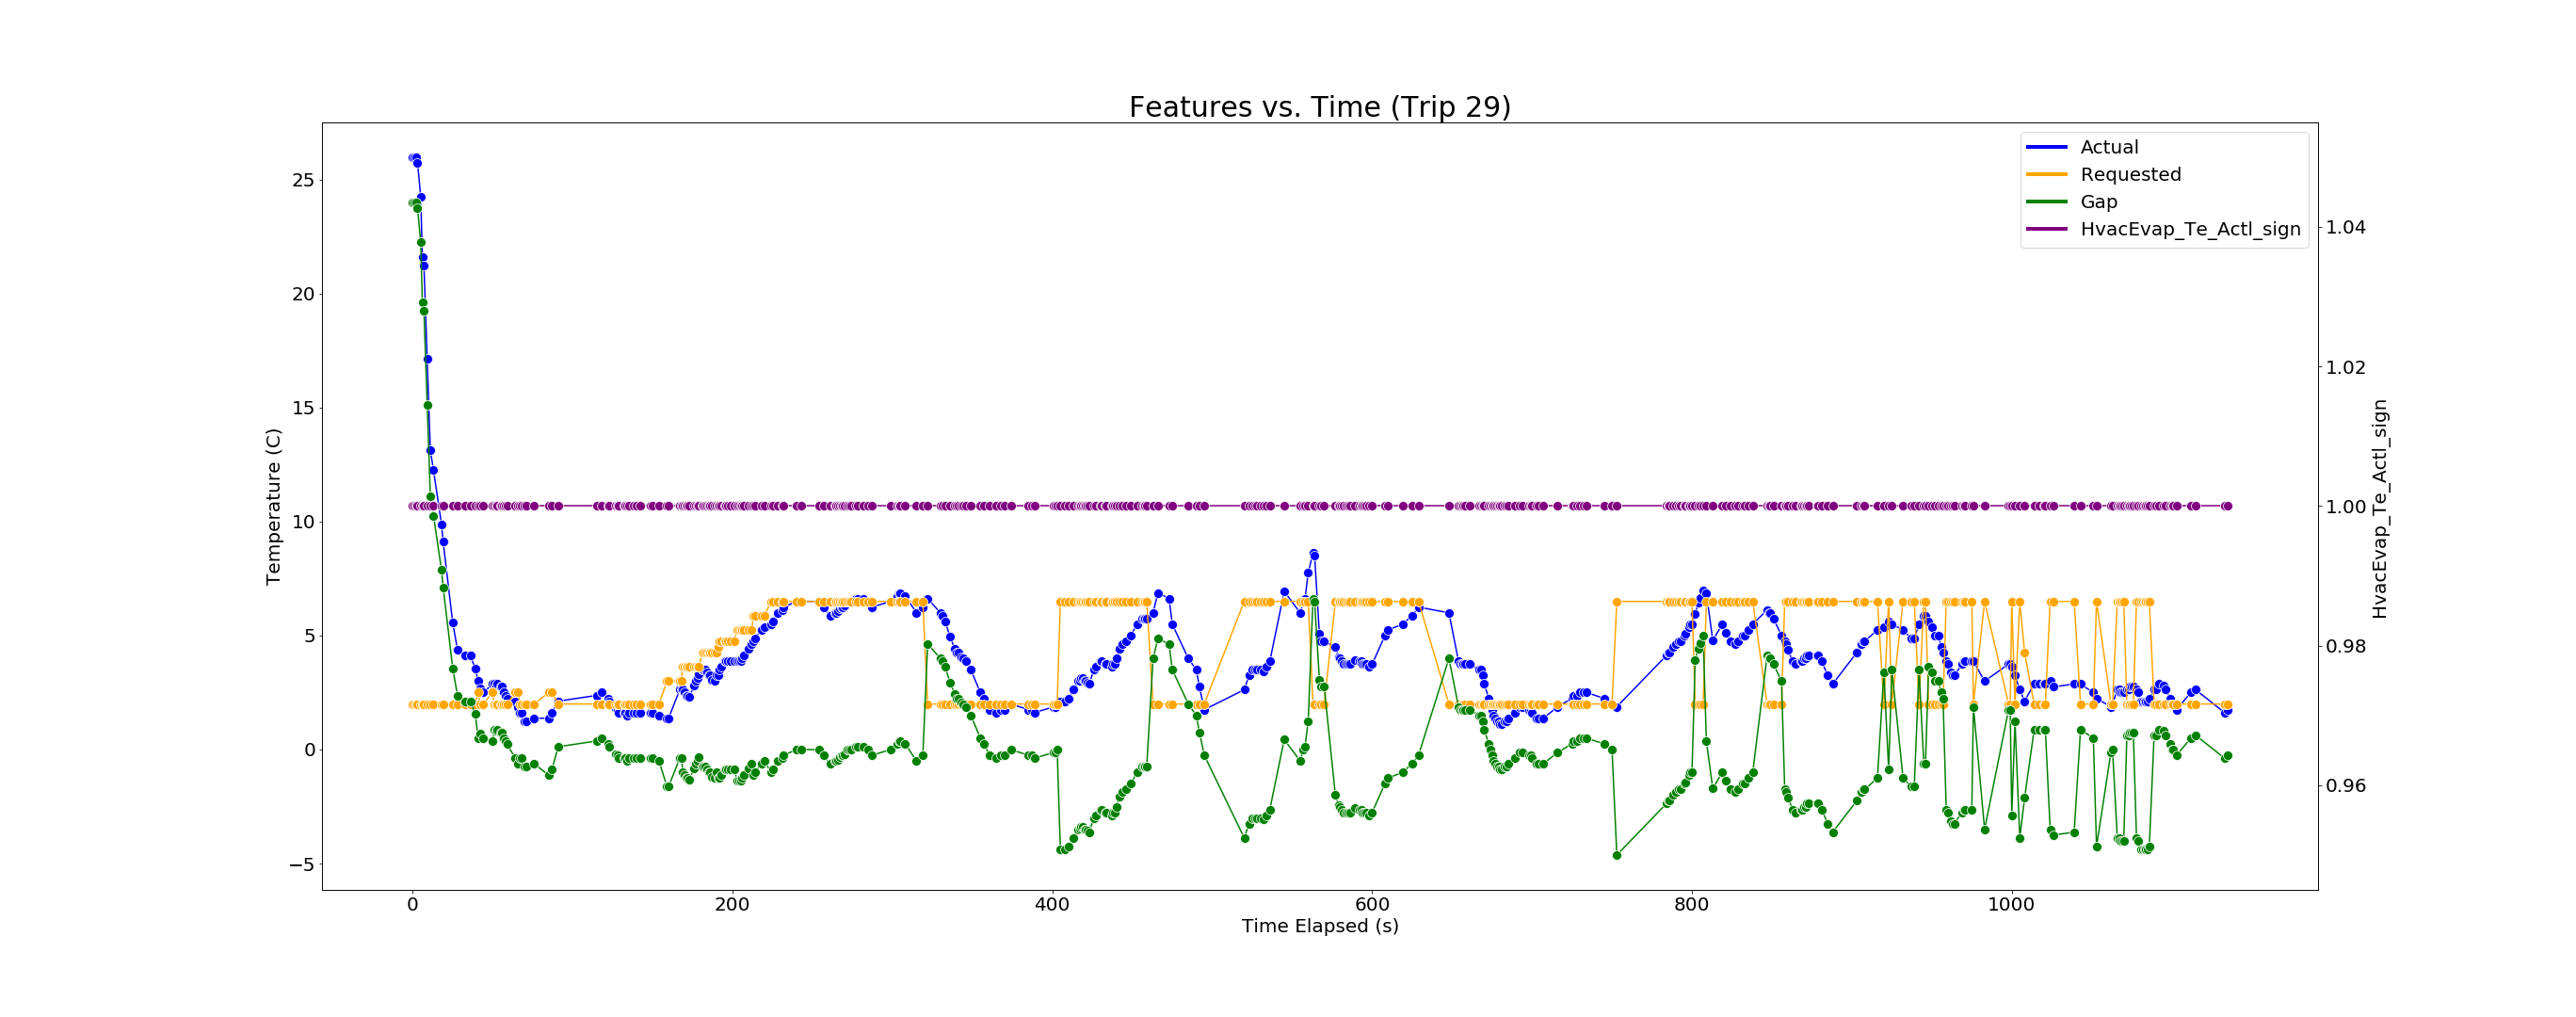 Features vs. Time (Trip 29)
Actual
Requested
Gap
HvacEvap_Te_Actl_sign
25
20
15
10
5
0
−5
Temperature (C)
1.04
1.02
1.00
0.98
0.96
HvacEvap_Te_Actl_sign
0 200 400 600 800 1000
Time Elapsed (s)